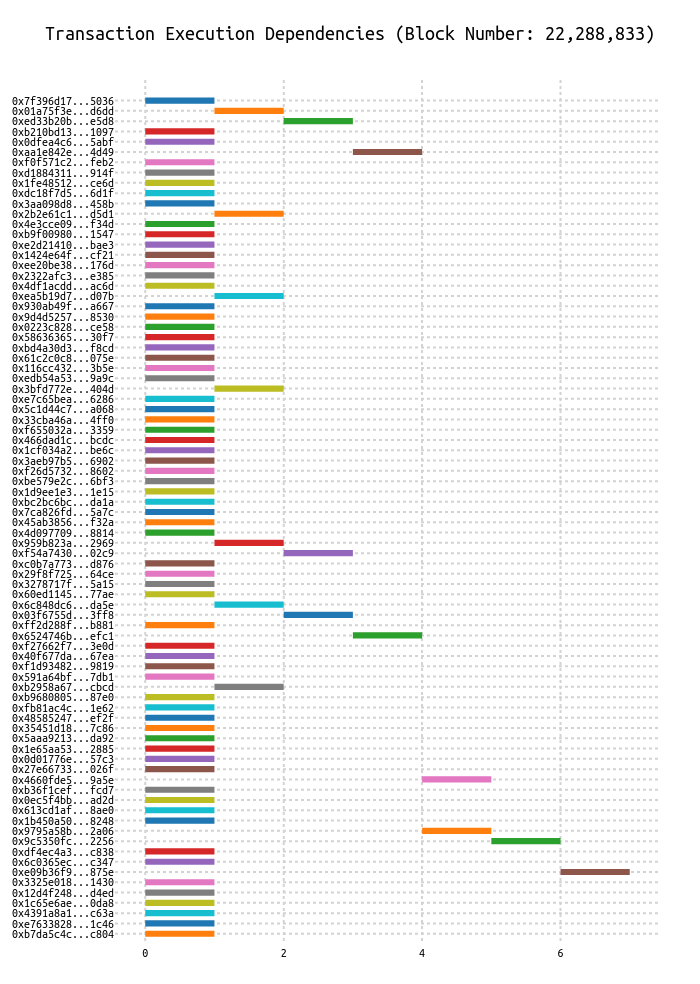 Transaction Execution Dependencies (Block Number: 22,288,833)
0x7f396d17...5036
0x01a75f3e...d6dd
0xed33b20b...e5d8
0xb210bd13...1097
0x0dfea4c6...5abf
0xaa1e842e...4d49
0xf0f571c2...feb2
0xd1884311...914f
0x1fe48512...ce6d
0xdc18f7d5...6d1f
0x3aa098d8...458b
0x2b2e61c1...d5d1
0x4e3cce09...f34d
0xb9f00980...1547
0xe2d21410...bae3
0x1424e64f...cf21
0xee20be38...176d
0x2322afc3...e385
0x4df1acdd...ac6d
0xea5b19d7...d07b
0x930ab49f...a667
0x9d4d5257...8530
0x0223c828...ce58
0x58636365...30f7
0xbd4a30d3...f8cd
0x61c2c0c8...075e
0x116cc432...3b5e
0xedb54a53...9a9c
0x3bfd772e...404d
0xe7c65bea...6286
0x5c1d44c7...a068
0x33cba46a...4ff0
0xf655032a...3359
0x466dad1c...bcdc
0x1cf034a2...be6c
0x3aeb97b5...6902
0xf26d5732...8602
0xbe579e2c...6bf3
0x1d9ee1e3...1e15
0xbc2bc6bc...da1a
0x7ca826fd...5a7c
0x45ab3856...f32a
0x4d097709...8814
0x959b823a...2969
0xf54a7430...02c9
0xc0b7a773...d876
0x29f8f725...64ce
0x3278717f...5a15
0x60ed1145...77ae
0x6c848dc6...da5e
0x03f6755d...3ff8
0xff2d288f...b881
0x6524746b...efc1
0xf27662f7...3e0d
0x40f677da...67ea
0xf1d93482...9819
0x591a64bf...7db1
0xb2958a67...cbcd
0xb9680805...87e0
0xfb81ac4c...1e62
0x48585247...ef2f
0x35451d18...7c86
0x5aaa9213...da92
0x1e65aa53...2885
0x0d01776e...57c3
0x27e66733...026f
0x4660fde5...9a5e
0xb36f1cef...fcd7
0x0ec5f4bb...ad2d
0x613cd1af...8ae0
0x1b450a50...8248
0x9795a58b...2a06
0x9c5350fc...2256
0xdf4ec4a3...c838
0x6c0365ec...c347
0xe09b36f9...875e
0x3325e018...1430
0x12d4f248...d4ed
0x1c65e6ae...0da8
0x4391a8a1...c63a
0xe7633828...1c46
0xb7da5c4c...c804
0 2 4 6